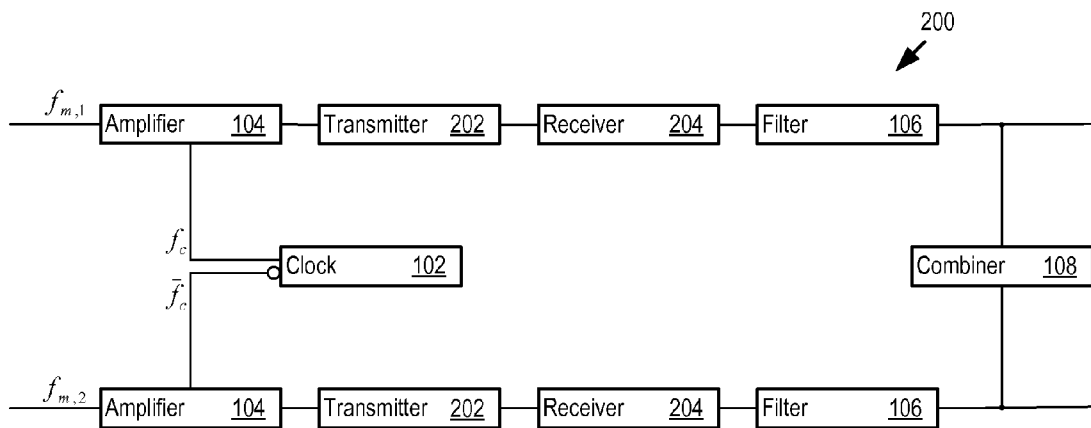 200
f_{m,1}
Amplifier 104
Transmitter 202
Receiver 204
Filter 106
f_c
Clock 102
Combiner 108
f̄_c
f_{m,2}
Amplifier 104
Transmitter 202
Receiver 204
Filter 106